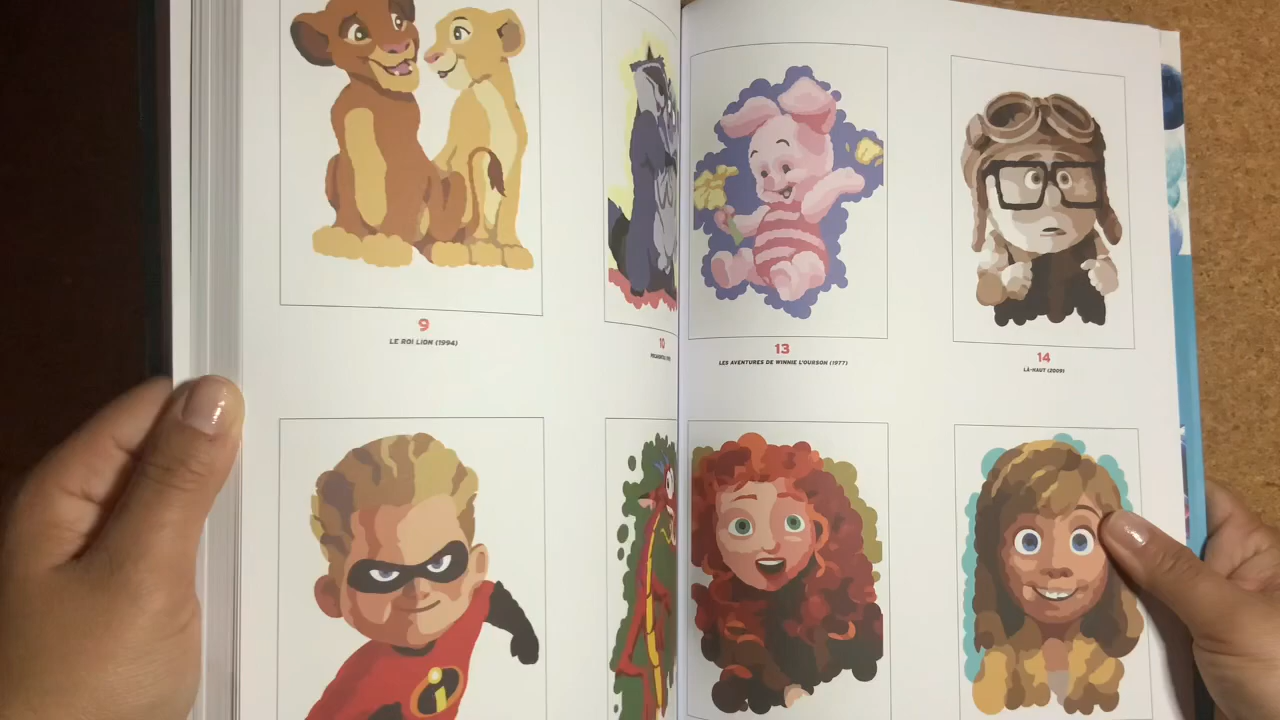 9
LE ROI LION (1994)
10
13
LES AVENTURES DE WINNIE L'OURSON (1977)
14
LÀ-HAUT (2009)
i